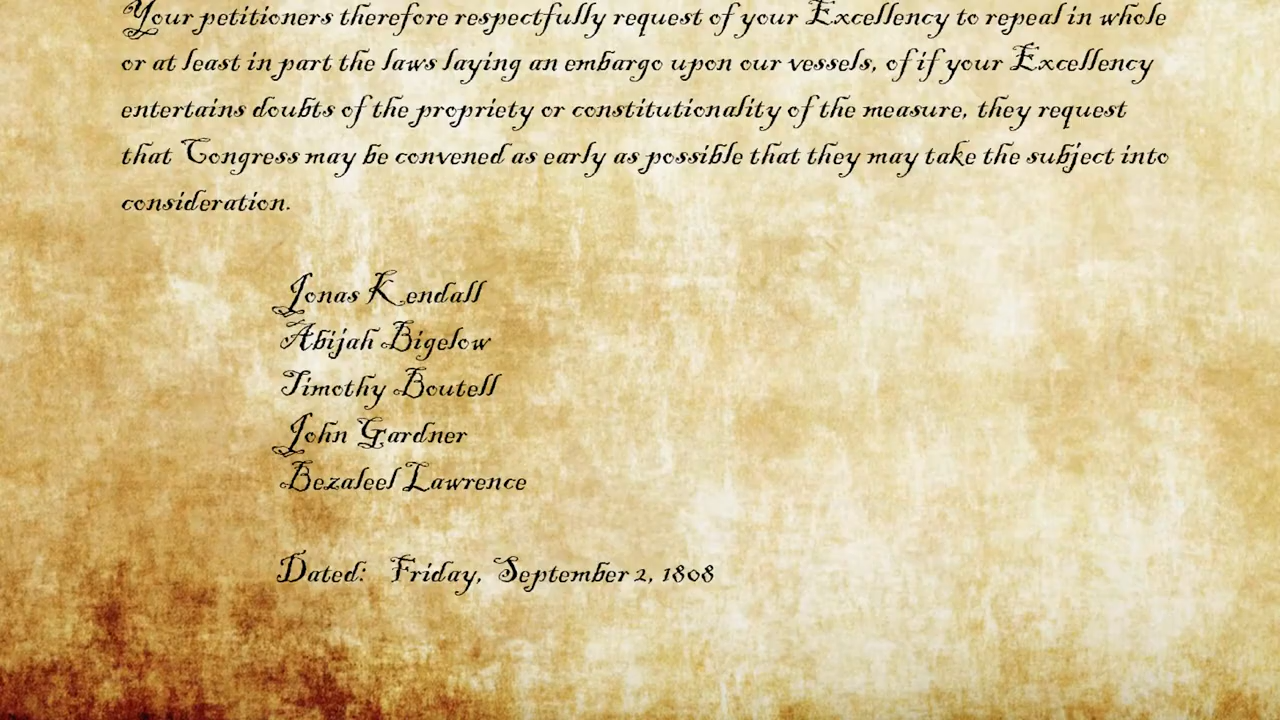 Your petitioners therefore respectfully request of your Excellency to repeal in whole
or at least in part the laws laying an embargo upon our vessels, of if your Excellency
entertains doubts of the propriety or constitutionality of the measure, they request
that Congress may be convened as early as possible that they may take the subject into
consideration.
Jonas Kendall
Abijah Bigelow
Timothy Boutell
John Gardner
Bezaleel Lawrence
Dated: Friday, September 2, 1808